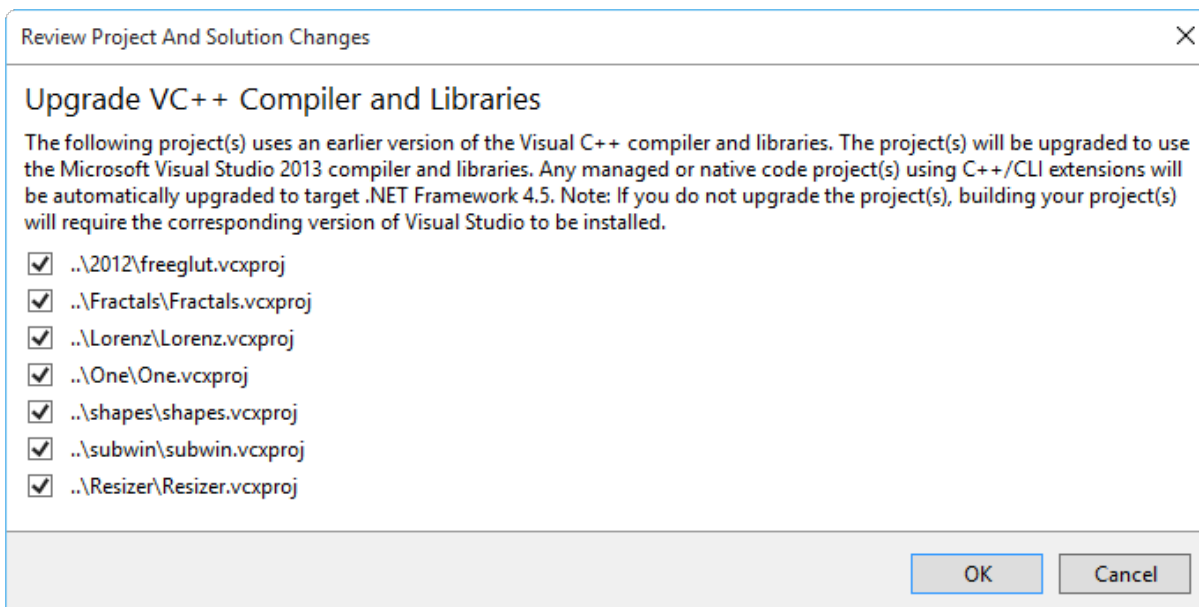 Review Project And Solution Changes
Upgrade VC++ Compiler and Libraries
The following project(s) uses an earlier version of the Visual C++ compiler and libraries. The project(s) will be upgraded to use
the Microsoft Visual Studio 2013 compiler and libraries. Any managed or native code project(s) using C++/CLI extensions will
be automatically upgraded to target .NET Framework 4.5. Note: If you do not upgrade the project(s), building your project(s)
will require the corresponding version of Visual Studio to be installed.
..\2012\freeglut.vcxproj
..\Fractals\Fractals.vcxproj
..\Lorenz\Lorenz.vcxproj
..\One\One.vcxproj
..\shapes\shapes.vcxproj
..\subwin\subwin.vcxproj
..\Resizer\Resizer.vcxproj
OK Cancel